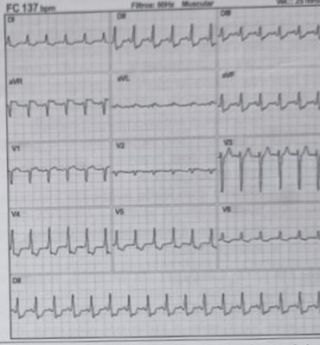 FC 137 bpm Filtros: 60Hz Muscular
DI DII DIII
aVR aVL aVF
V1 V2 V3
V4 V5 V6
DII